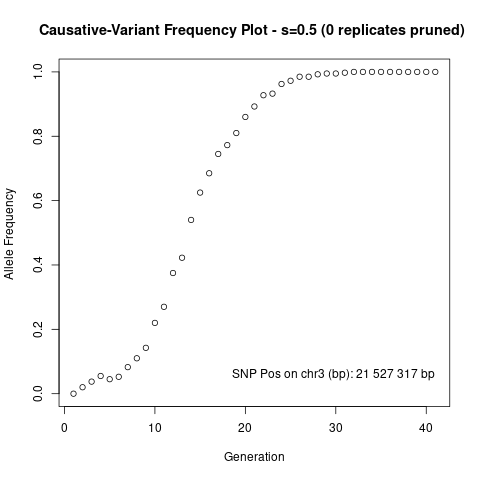 Causative-Variant Frequency Plot - s=0.5 (0 replicates pruned)
Allele Frequency
1.0
0.8
0.6
0.4
0.2
0.0
SNP Pos on chr3 (bp): 21 527 317 bp
0 10 20 30 40
Generation